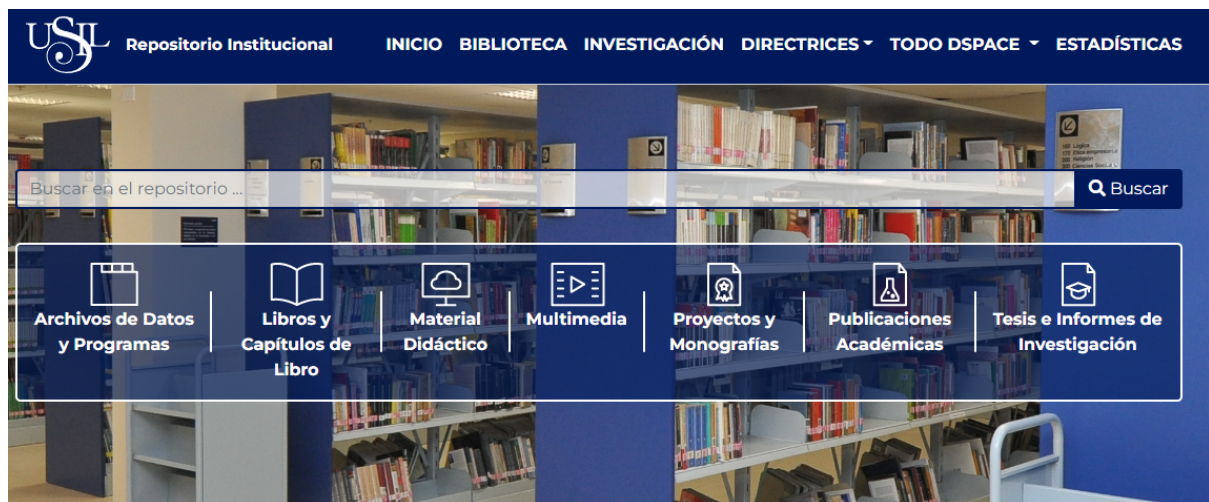 USIL
Repositorio Institucional
INICIO BIBLIOTECA INVESTIGACIÓN DIRECTRICES TODO DSPACE ESTADÍSTICAS
Buscar en el repositorio ...
Buscar
Archivos de Datos
y Programas
Libros y
Capítulos de
Libro
Material
Didáctico
Multimedia
Proyectos y
Monografías
Publicaciones
Académicas
Tesis e Informes de
Investigación